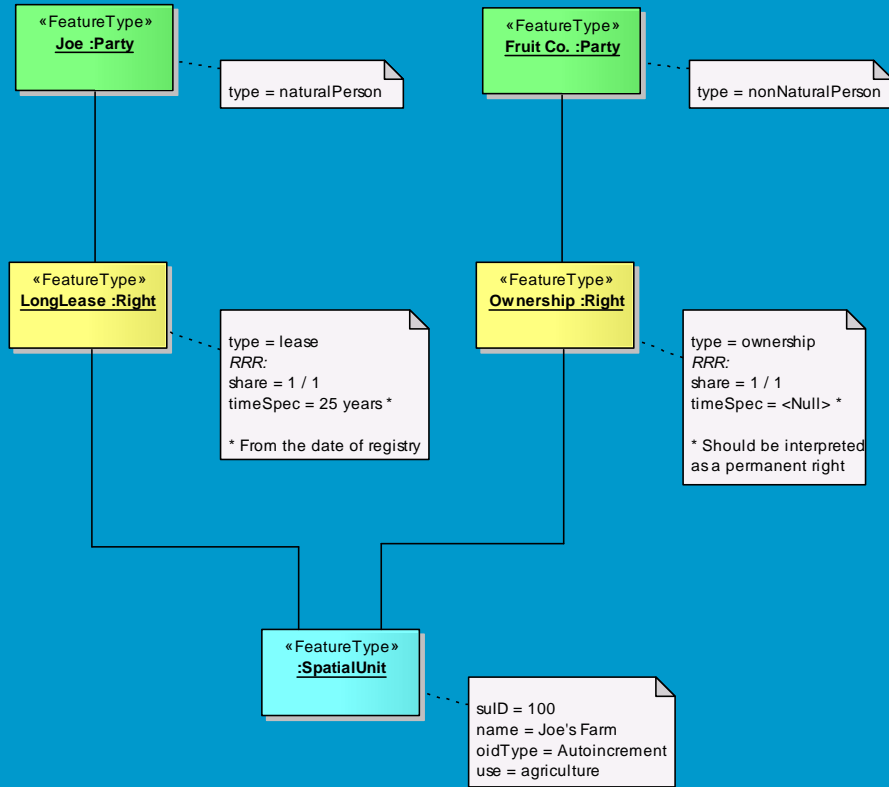 «FeatureType»
Joe :Party
type = naturalPerson
«FeatureType»
Fruit Co. :Party
type = nonNaturalPerson
«FeatureType»
LongLease :Right
type = lease
RRR:
share = 1 / 1
timeSpec = 25 years *
* From the date of registry
«FeatureType»
Ownership :Right
type = ownership
RRR:
share = 1 / 1
timeSpec = <Null> *
* Should be interpreted
as a permanent right
«FeatureType»
:SpatialUnit
suID = 100
name = Joe's Farm
oidType = Autoincrement
use = agriculture